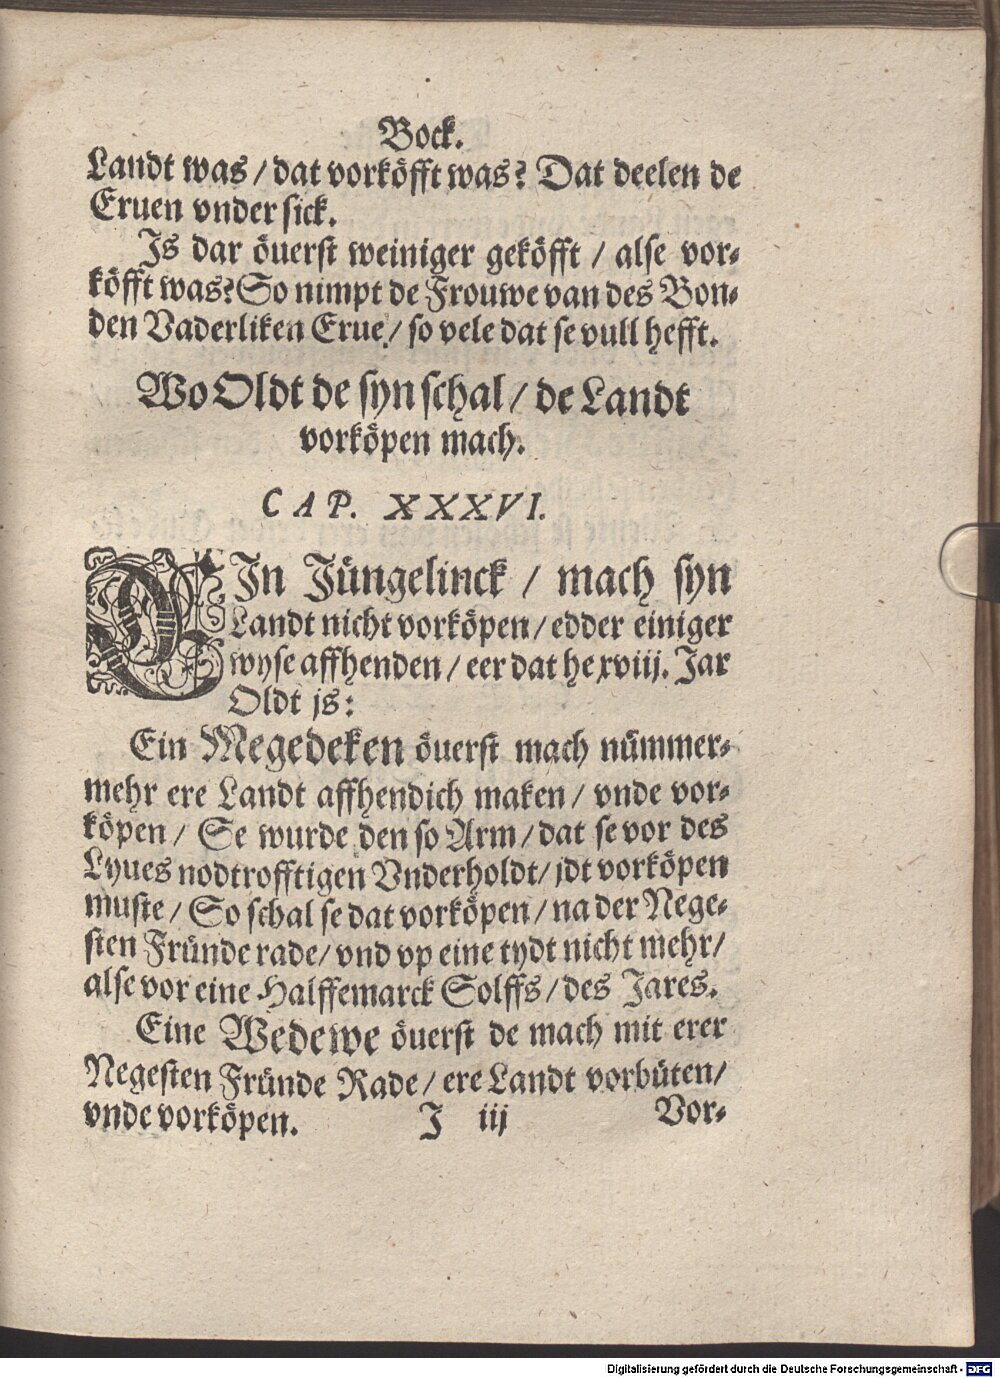 Bock.
Landt was / dat vorköfft was? Dat deelen de
Eruen vnder sick.
Js dar öuerst weiniger geköfft / alse vor-
köfft was? So nimpt de Frouwe van des Bon-
den Vaderliken Erue / so vele dat se vull hefft.
Wo Oldt de syn schal / de Landt
vorköpen mach.
CAP. XXXVI.
EIn Jüngelinck / mach syn
Landt nicht vorköpen / edder einiger
wyse affhenden / eer dat he xviij. Jar
Oldt js:
Ein Megedeken öuerst mach nümmer-
mehr ere Landt affhendich maken / vnde vor-
köpen / Se wurde den so Arm / dat se vor des
Lyues nodtrofftigen Vnderholdt / jdt vorköpen
muste / So schal se dat vorköpen / na der Nege-
sten Fründe rade / vnd vp eine tydt nicht mehr /
alse vor eine Halffemarck Solffs / des Jares.
Eine Wedewe öuerst de mach mit erer
Negesten Fründe Rade / ere Landt vorbüten /
vnde vorköpen. J iij Vor-
Digitalisierung gefördert durch die Deutsche Forschungsgemeinschaft - DFG